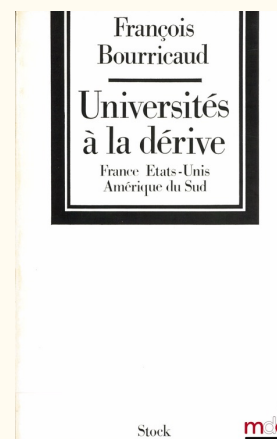 François
Bourricaud
Universités
à la dérive
France Etats-Unis
Amérique du Sud
Stock